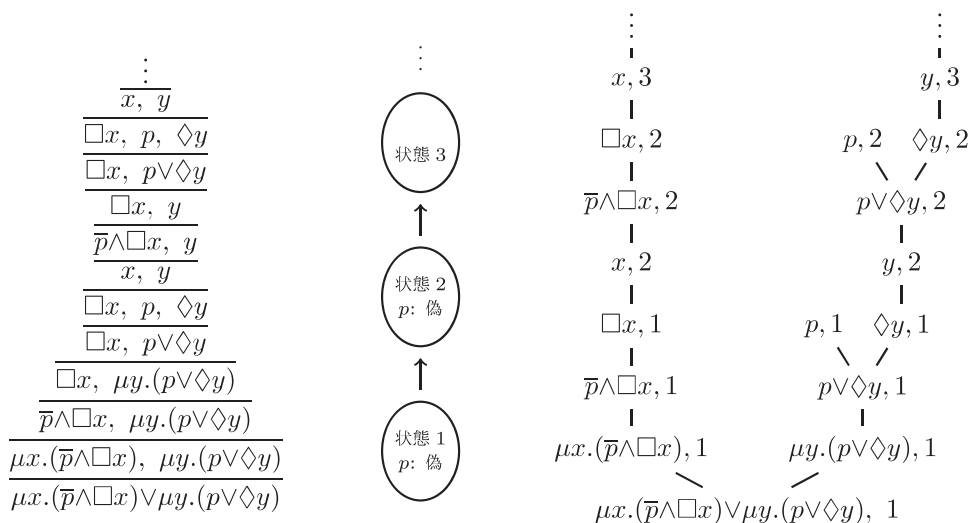 ⋮
x, y
□x, p, ◇y
□x, p∨◇y
□x, y
p̅∧□x, y
x, y
□x, p, ◇y
□x, p∨◇y
□x, μy.(p∨◇y)
p̅∧□x, μy.(p∨◇y)
μx.(p̅∧□x), μy.(p∨◇y)
μx.(p̅∧□x)∨μy.(p∨◇y)
⋮
状態 3
状態 2
p: 偽
状態 1
p: 偽
⋮ ⋮
x, 3 y, 3
□x, 2 p, 2 ◇y, 2
p̅∧□x, 2 p∨◇y, 2
x, 2 y, 2
□x, 1 p, 1 ◇y, 1
p̅∧□x, 1 p∨◇y, 1
μx.(p̅∧□x), 1 μy.(p∨◇y), 1
μx.(p̅∧□x)∨μy.(p∨◇y), 1